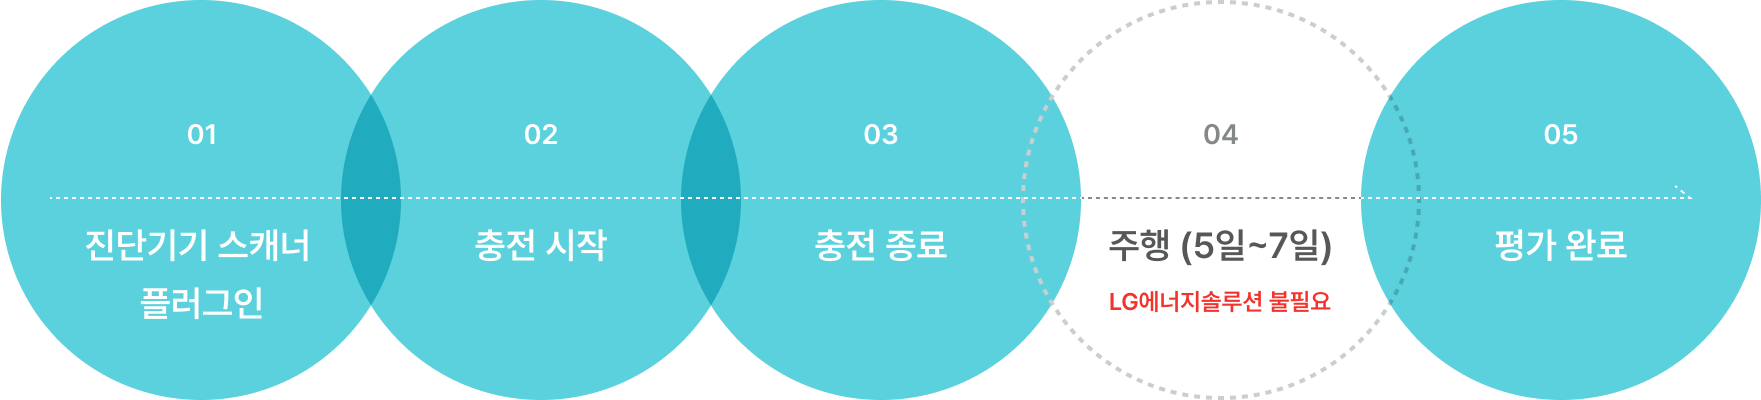 01
진단기기 스캐너
플러그인
02
충전 시작
03
충전 종료
04
주행 (5일~7일)
LG에너지솔루션 불필요
05
평가 완료